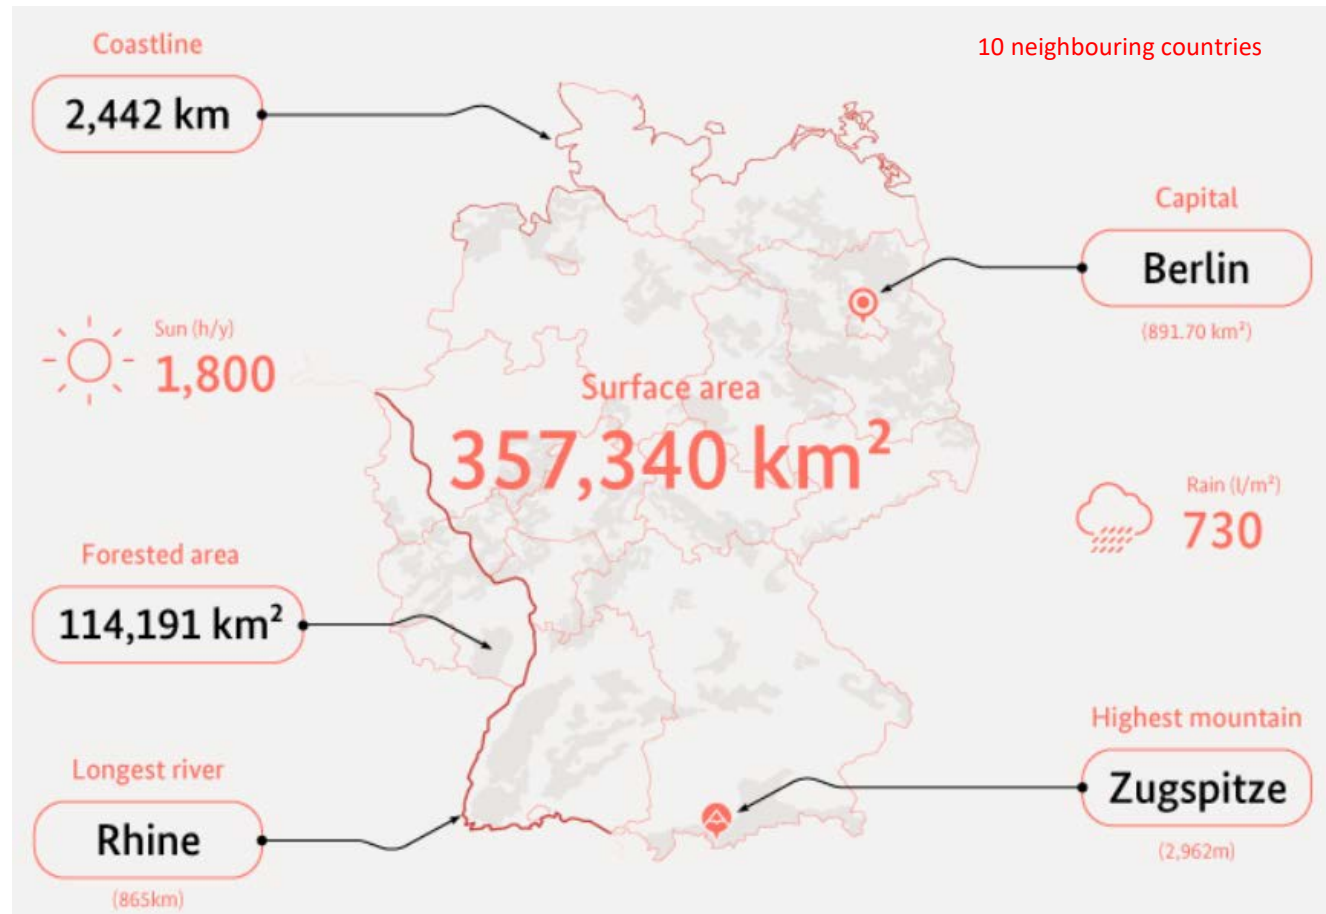 Coastline
2,442 km
10 neighbouring countries
Capital
Berlin
(891.70 km²)
Sun (h/y)
1,800
Surface area
357,340 km²
Rain (l/m²)
730
Forested area
114,191 km²
Highest mountain
Zugspitze
(2,962m)
Longest river
Rhine
(865km)